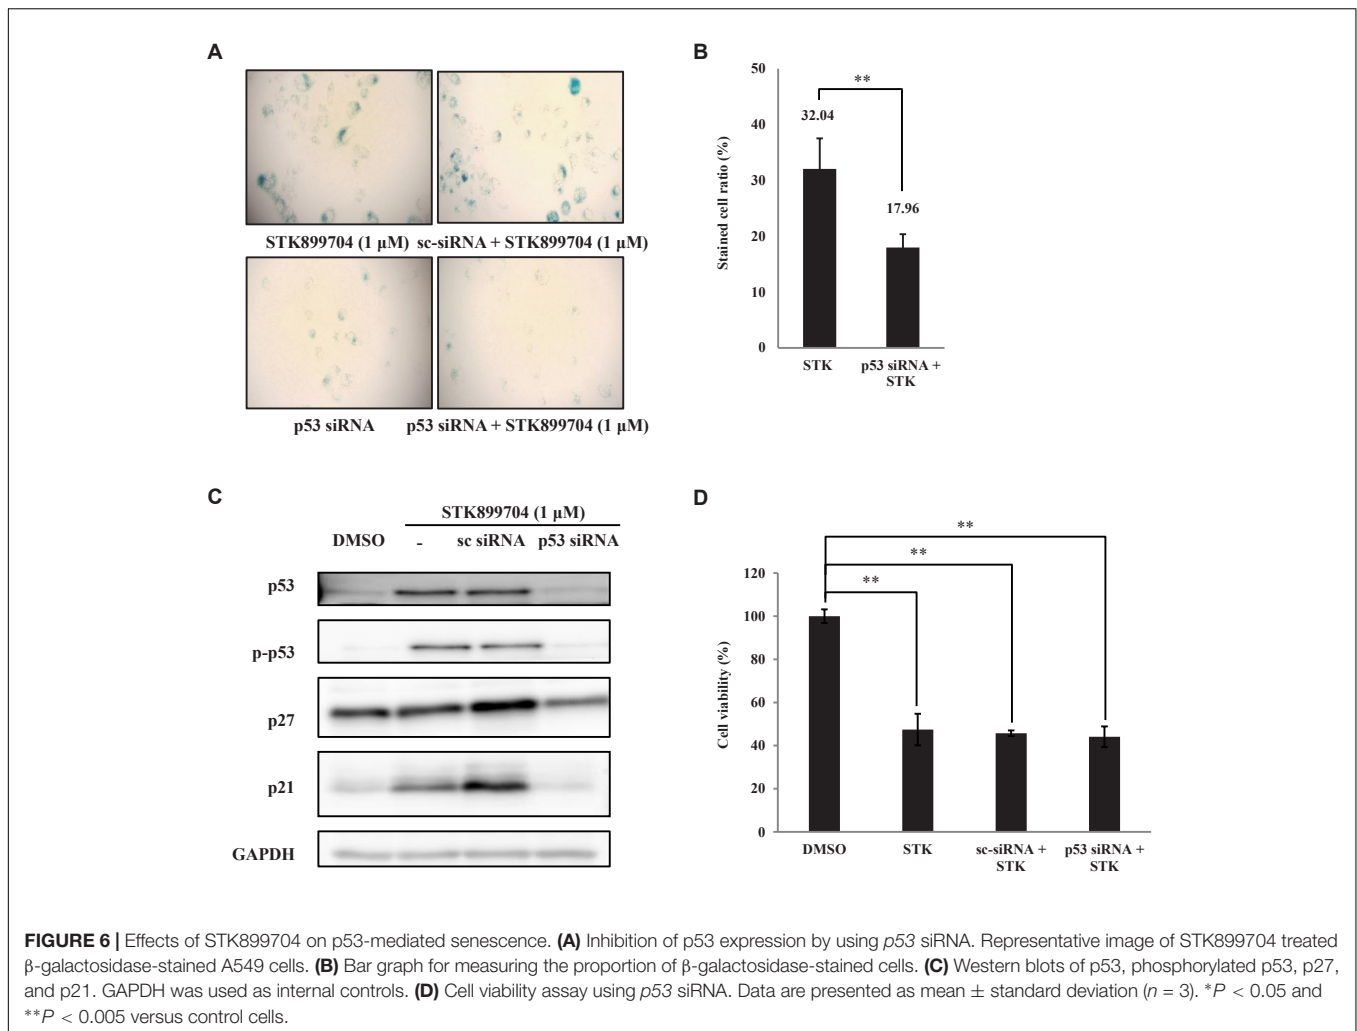 A
STK899704 (1 µM) sc-siRNA + STK899704 (1 µM)
p53 siRNA p53 siRNA + STK899704 (1 µM)
B
Stained cell ratio (%)
50
40
30
20
10
0
**
32.04
17.96
STK p53 siRNA +
STK
C
STK899704 (1 µM)
DMSO - sc siRNA p53 siRNA
p53
p-p53
p27
p21
GAPDH
D
Cell viability (%)
120
100
80
60
40
20
0
**
**
**
DMSO STK sc-siRNA + p53 siRNA +
STK STK
FIGURE 6 | Effects of STK899704 on p53-mediated senescence. (A) Inhibition of p53 expression by using p53 siRNA. Representative image of STK899704 treated
β-galactosidase-stained A549 cells. (B) Bar graph for measuring the proportion of β-galactosidase-stained cells. (C) Western blots of p53, phosphorylated p53, p27,
and p21. GAPDH was used as internal controls. (D) Cell viability assay using p53 siRNA. Data are presented as mean ± standard deviation (n = 3). *P < 0.05 and
**P < 0.005 versus control cells.